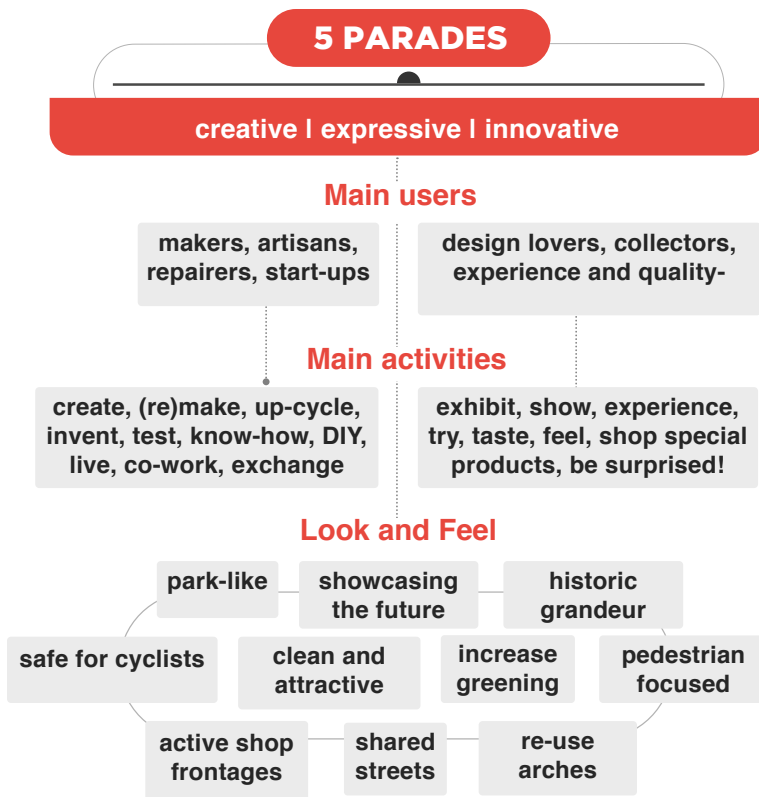 5 PARADES
creative I expressive I innovative
Main users
makers, artisans,
repairers, start-ups
design lovers, collectors,
experience and quality-
Main activities
create, (re)make, up-cycle,
invent, test, know-how, DIY,
live, co-work, exchange
exhibit, show, experience,
try, taste, feel, shop special
products, be surprised!
Look and Feel
park-like
showcasing
the future
historic
grandeur
safe for cyclists
clean and
attractive
increase
greening
pedestrian
focused
active shop
frontages
shared
streets
re-use
arches